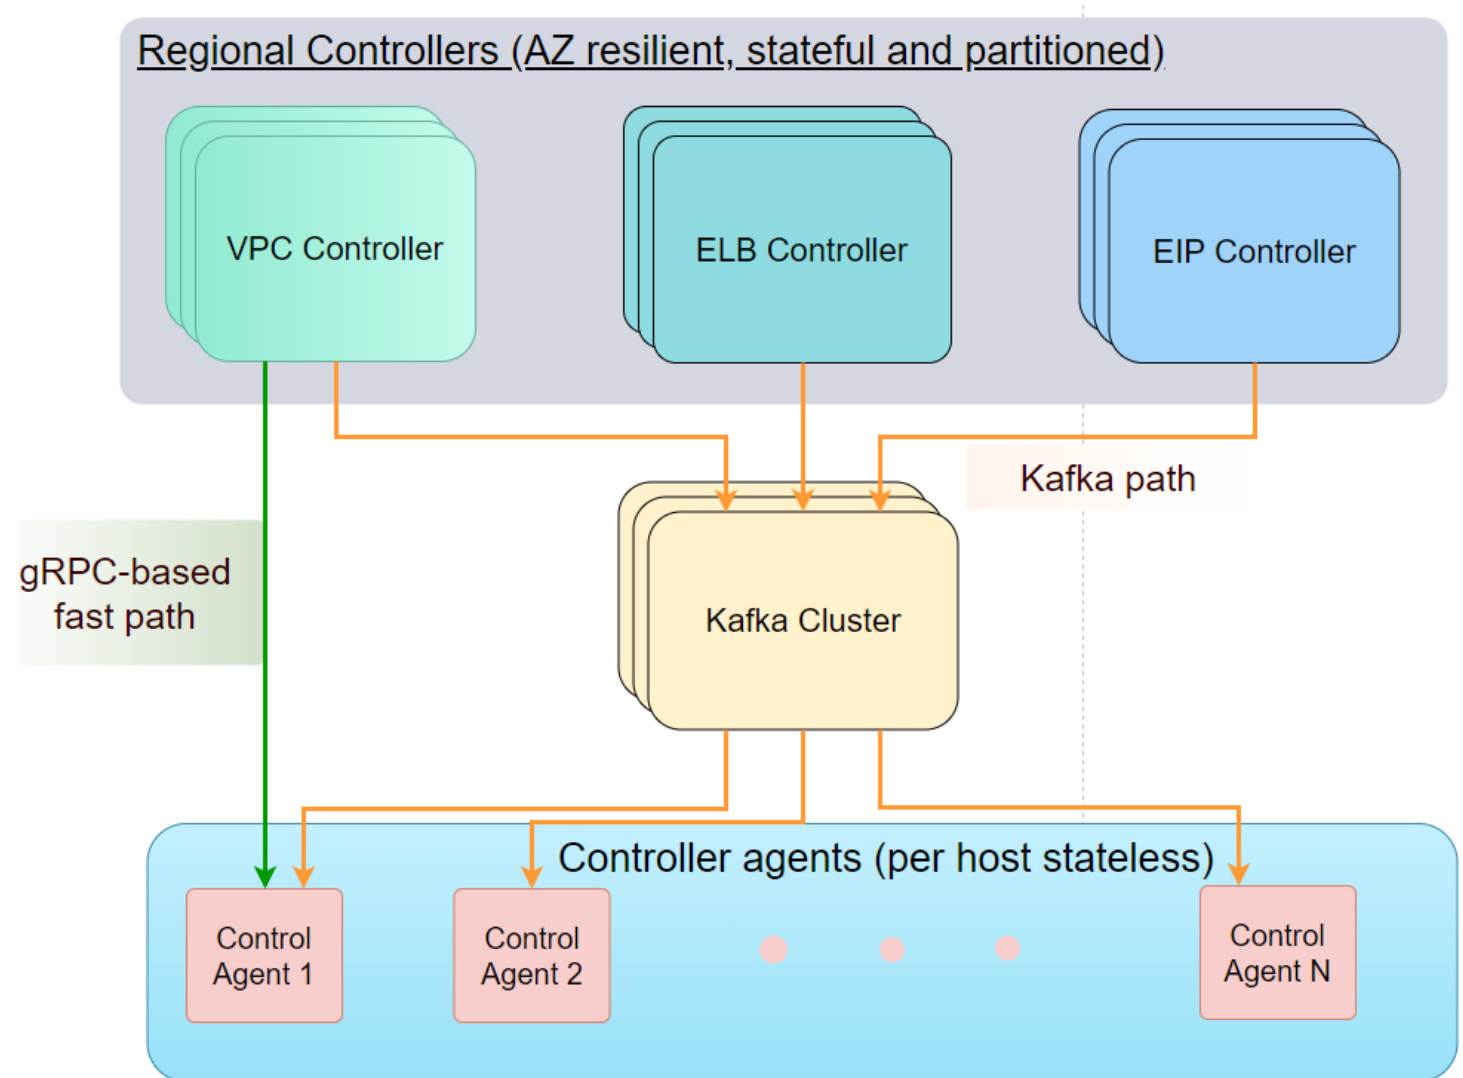 Regional Controllers (AZ resilient, stateful and partitioned)
VPC Controller
ELB Controller
EIP Controller
Kafka path
gRPC-based
fast path
Kafka Cluster
Controller agents (per host stateless)
Control
Agent 1
Control
Agent 2
Control
Agent N